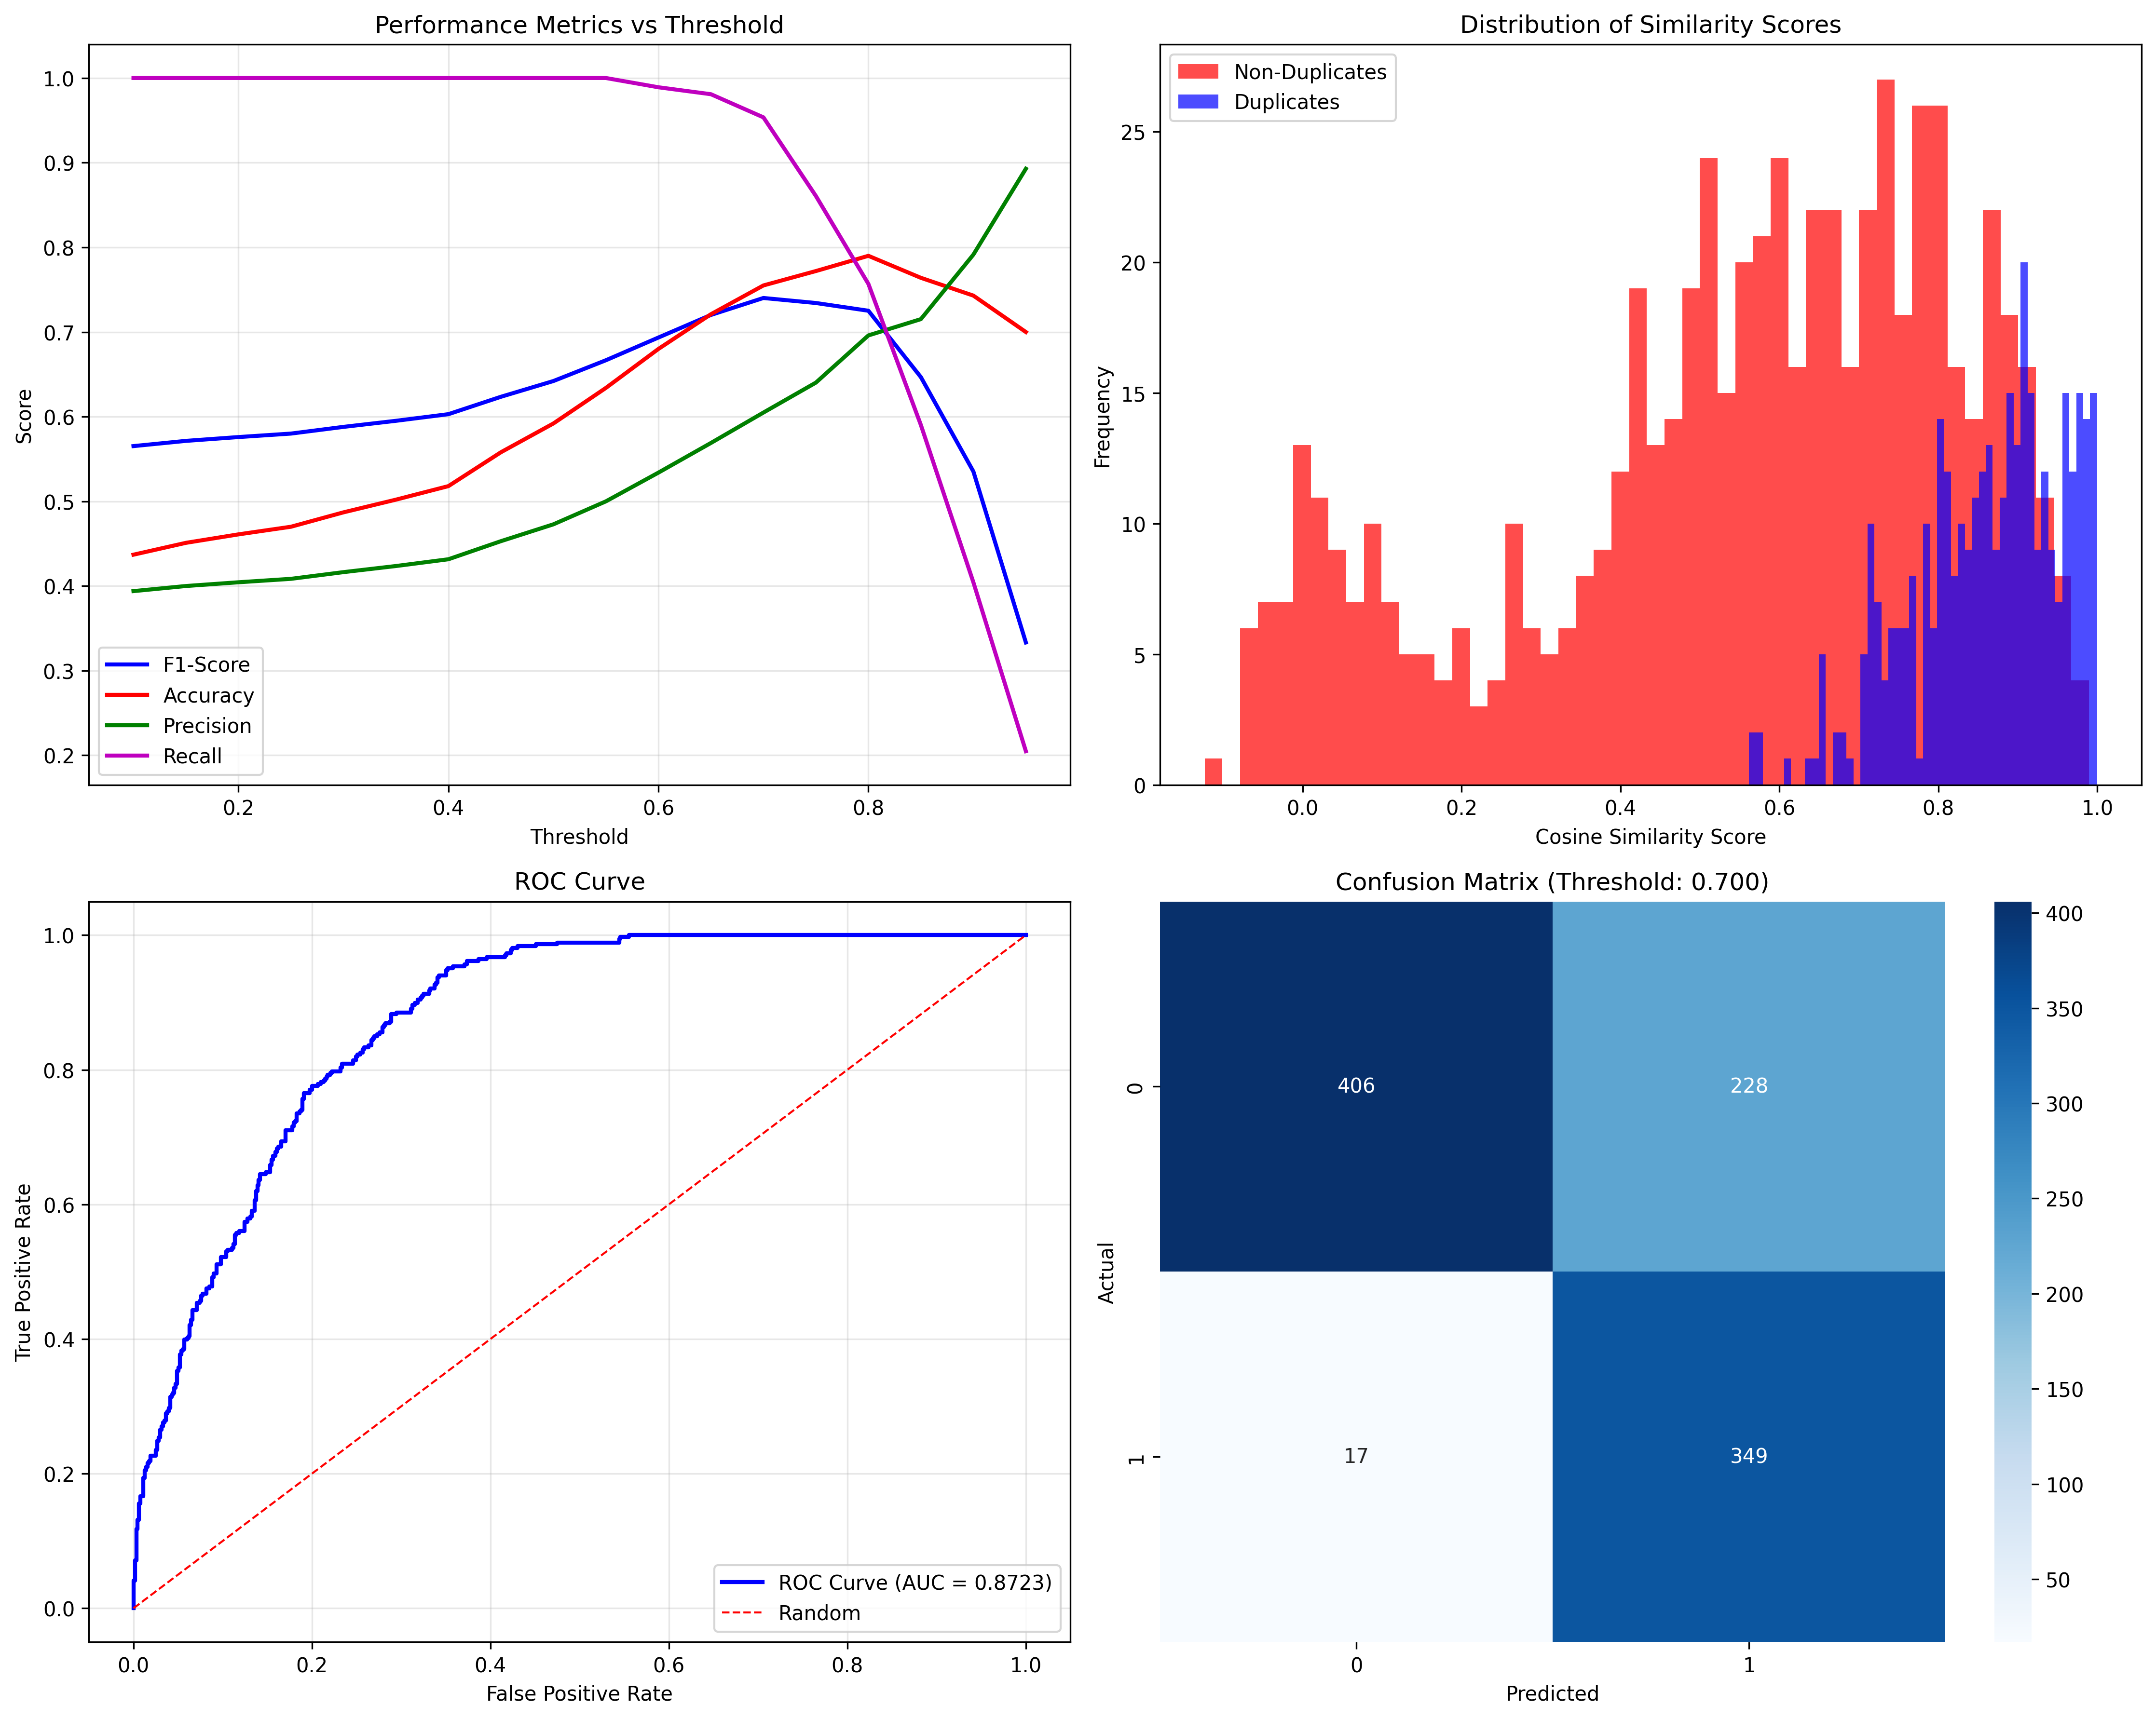 Performance Metrics vs Threshold
1.0
0.9
0.8
0.7
0.6
0.5
0.4
0.3
0.2
Score
F1-Score
Accuracy
Precision
Recall
0.2 0.4 0.6 0.8
Threshold
Distribution of Similarity Scores
Non-Duplicates
Duplicates
25
20
15
10
5
0
Frequency
0.0 0.2 0.4 0.6 0.8 1.0
Cosine Similarity Score
ROC Curve
1.0
0.8
0.6
0.4
0.2
0.0
True Positive Rate
ROC Curve (AUC = 0.8723)
Random
0.0 0.2 0.4 0.6 0.8 1.0
False Positive Rate
Confusion Matrix (Threshold: 0.700)
0
406 228
Actual
1
17 349
0 1
Predicted
400
350
300
250
200
150
100
50